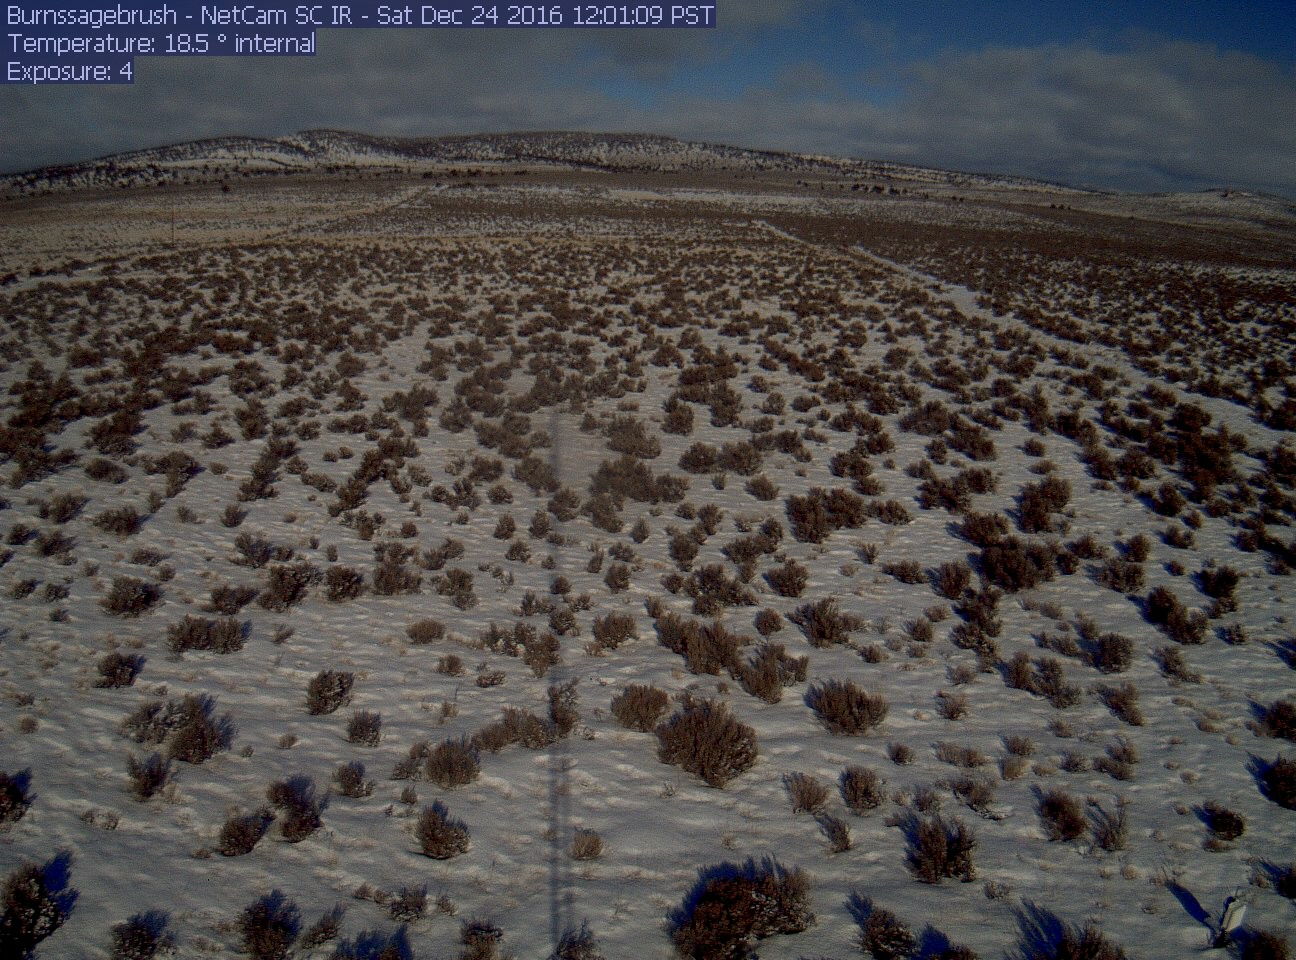 Burnssagebrush - NetCam SC IR - Sat Dec 24 2016 12:01:09 PST
Temperature: 18.5 ° internal
Exposure: 4